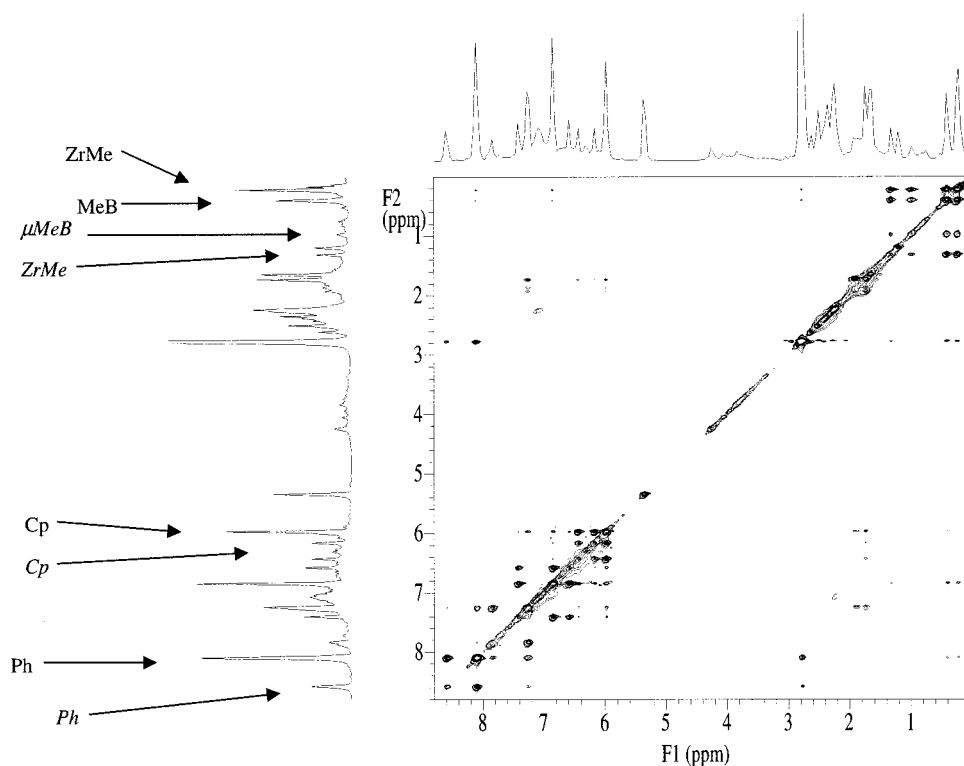 ZrMe
MeB
μMeB
ZrMe
Cp
Cp
Ph
Ph
F2
(ppm)
1
2
3
4
5
6
7
8
8 7 6 5 4 3 2 1
F1 (ppm)